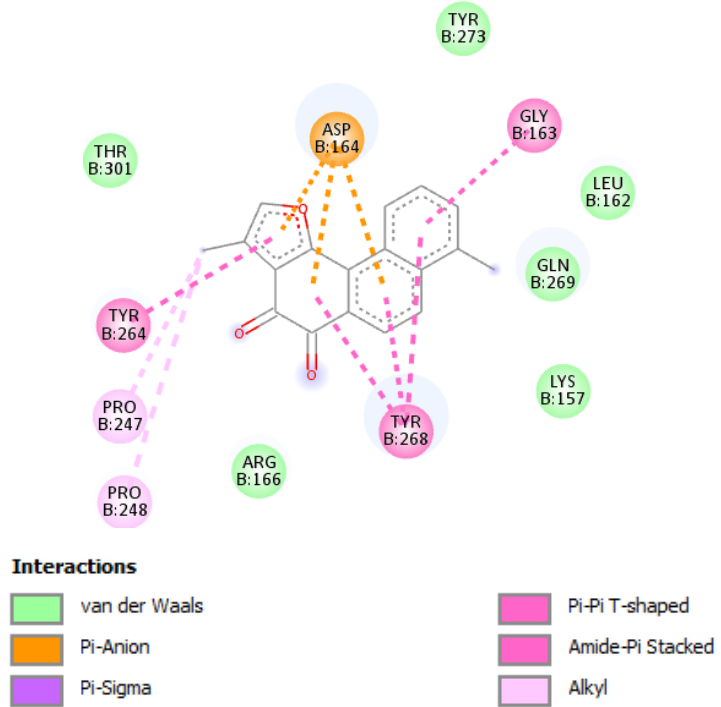 TYR
B:273
GLY
B:163
ASP
B:164
THR
B:301
LEU
B:162
O
GLN
B:269
TYR
B:264
O
O
LYS
B:157
PRO
B:247
TYR
B:268
ARG
B:166
PRO
B:248
Interactions
van der Waals
Pi-Anion
Pi-Sigma
Pi-Pi T-shaped
Amide-Pi Stacked
Alkyl